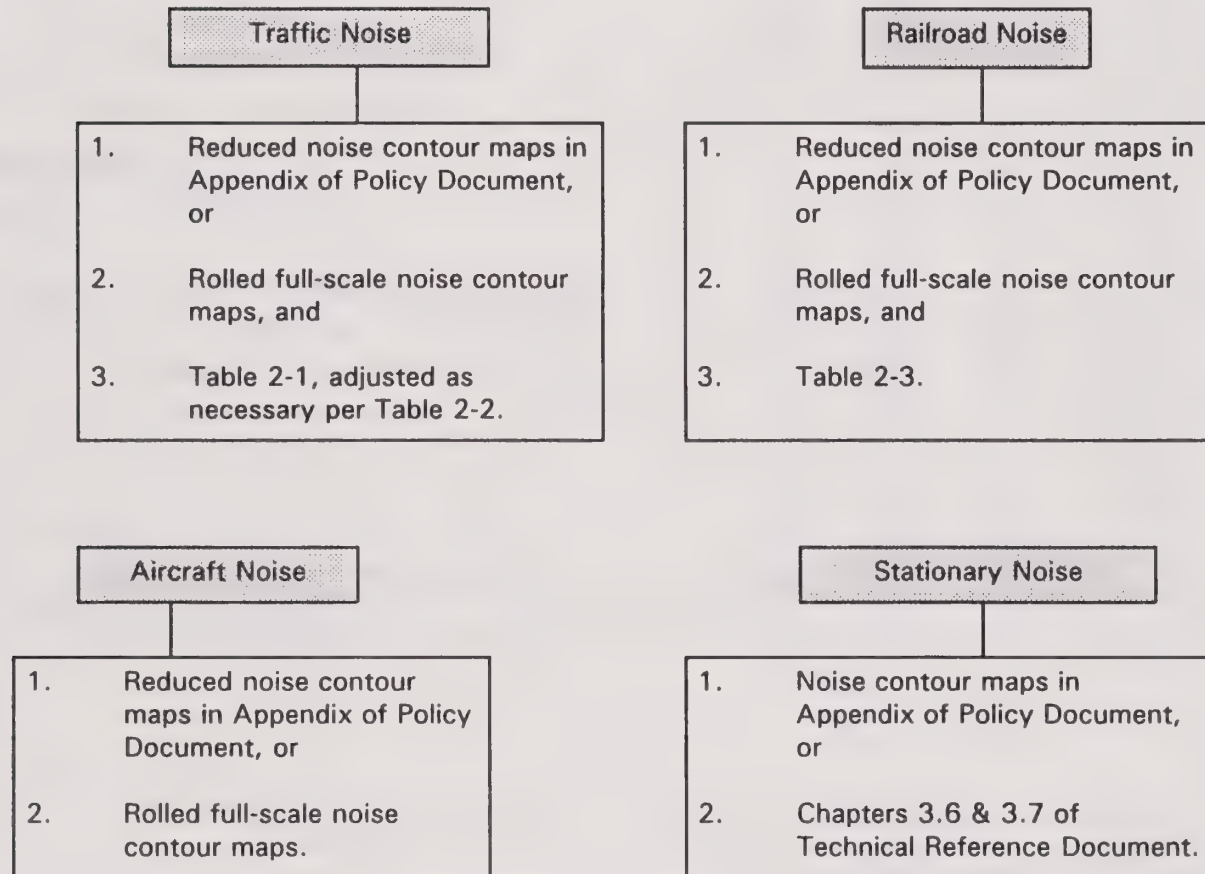 Traffic Noise
1. Reduced noise contour maps in
Appendix of Policy Document,
or
2. Rolled full-scale noise contour
maps, and
3. Table 2-1, adjusted as
necessary per Table 2-2.
Railroad Noise
1. Reduced noise contour maps in
Appendix of Policy Document,
or
2. Rolled full-scale noise contour
maps, and
3. Table 2-3.
Aircraft Noise
1. Reduced noise contour
maps in Appendix of Policy
Document, or
2. Rolled full-scale noise
contour maps.
Stationary Noise
1. Noise contour maps in
Appendix of Policy Document,
or
2. Chapters 3.6 & 3.7 of
Technical Reference Document.